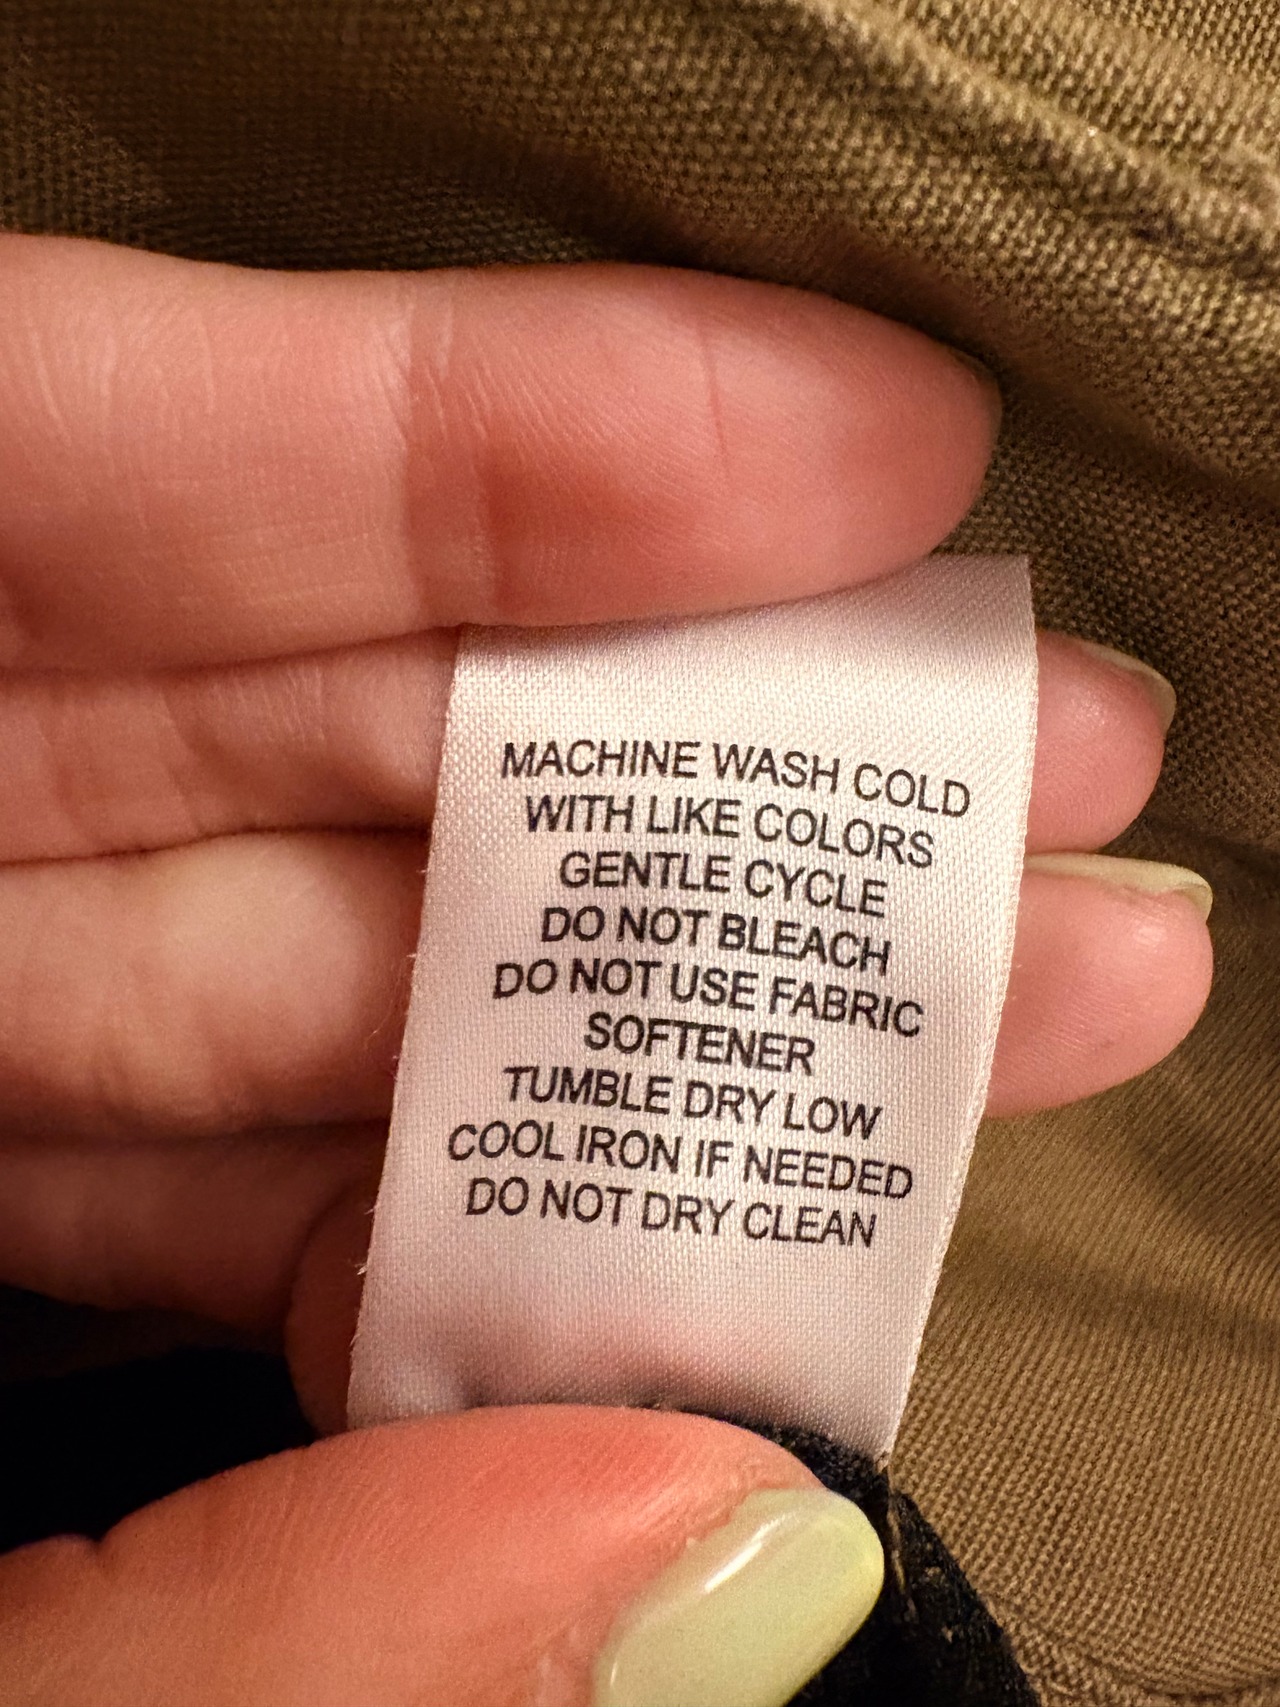 MACHINE WASH COLD
WITH LIKE COLORS
GENTLE CYCLE
DO NOT BLEACH
DO NOT USE FABRIC
SOFTENER
TUMBLE DRY LOW
COOL IRON IF NEEDED
DO NOT DRY CLEAN